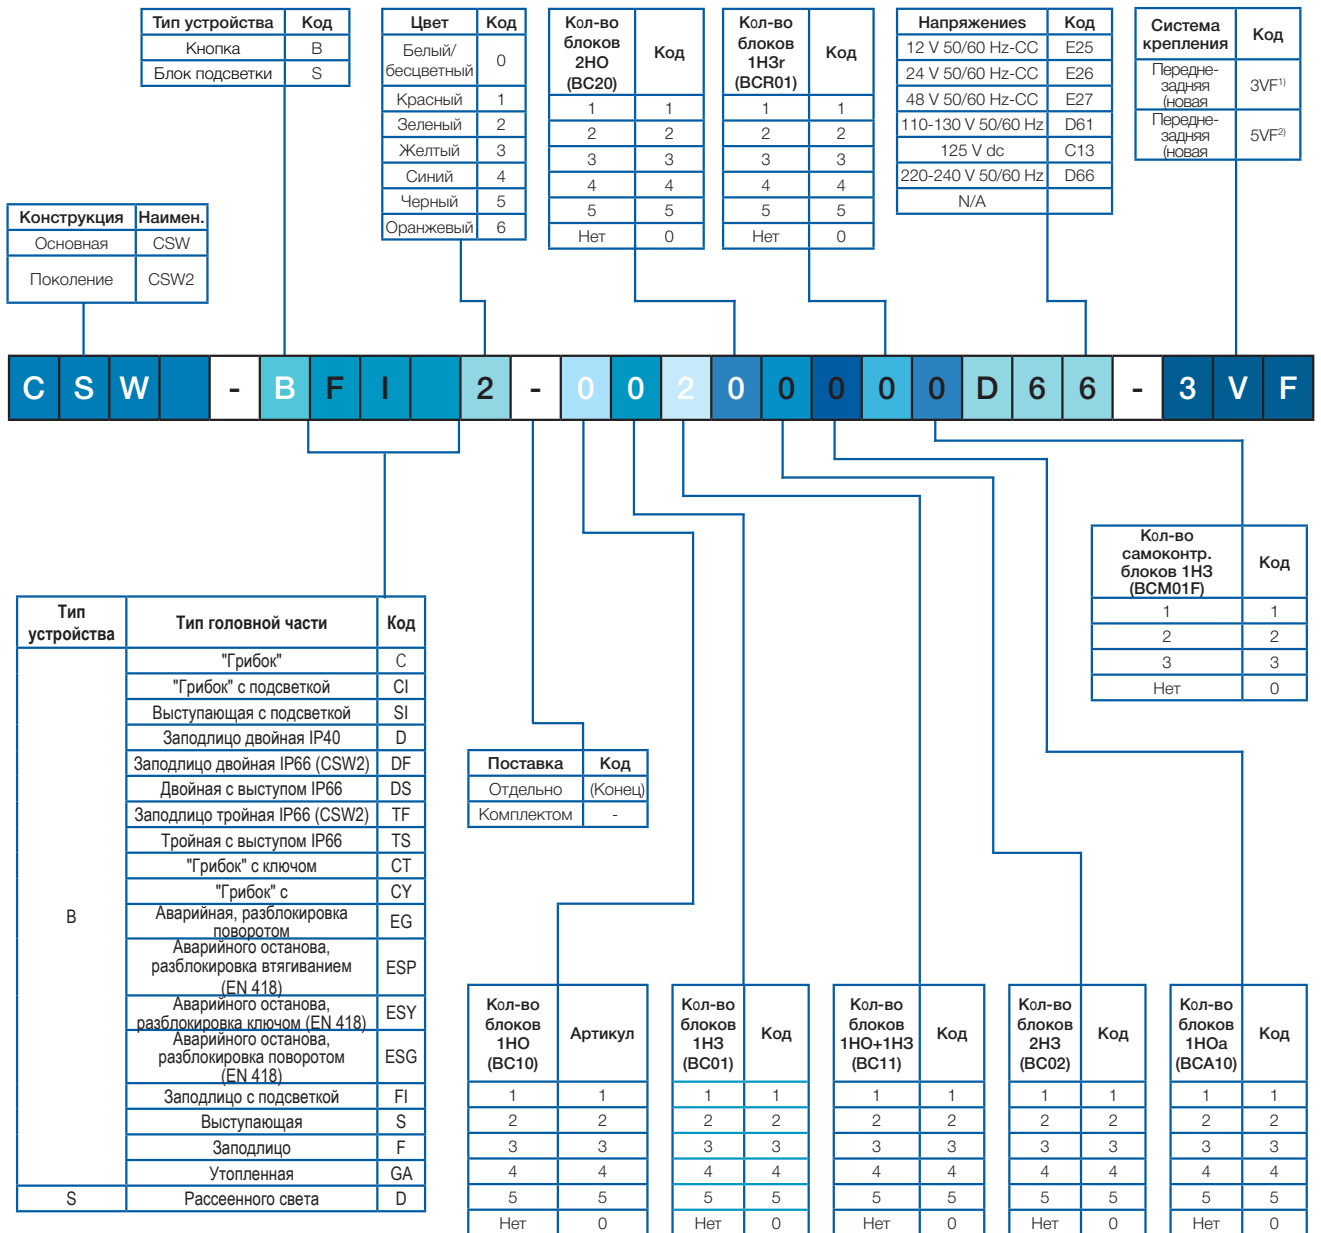 Тип устройства Код
Кнопка B
Блок подсветки S
Цвет Код
Белый/
бесцветный 0
Красный 1
Зеленый 2
Желтый 3
Синий 4
Черный 5
Оранжевый 6
Кол-во
блоков
2НО
(BC20) Код
1 1
2 2
3 3
4 4
5 5
Нет 0
Кол-во
блоков
1НЗr
(BCR01) Код
1 1
2 2
3 3
4 4
5 5
Нет 0
Напряжениеs Код
12 V 50/60 Hz-CC E25
24 V 50/60 Hz-CC E26
48 V 50/60 Hz-CC E27
110-130 V 50/60 Hz D61
125 V dc C13
220-240 V 50/60 Hz D66
N/A
Система
крепления Код
Передне-
задняя
(новая 3VF1)
Передне-
задняя
(новая 5VF2)
Конструкция Наимен.
Основная CSW
Поколение CSW2
C S W - B F I 2 - 0 0 2 0 0 0 0 0 D 6 6 - 3 V F
Кол-во
самоконтр.
блоков 1НЗ
(BCM01F) Код
1 1
2 2
3 3
Нет 0
Тип
устройства Тип головной части Код
B
"Грибок" C
"Грибок" с подсветкой CI
Выступающая с подсветкой SI
Заподлицо двойная IP40 D
Заподлицо двойная IP66 (CSW2) DF
Двойная с выступом IP66 DS
Заподлицо тройная IP66 (CSW2) TF
Тройная с выступом IP66 TS
"Грибок" с ключом CT
"Грибок" с CY
Аварийная, разблокировка
поворотом EG
Аварийного останова,
разблокировка втягиванием
(EN 418) ESP
Аварийного останова,
разблокировка ключом (EN 418) ESY
Аварийного останова,
разблокировка поворотом
(EN 418) ESG
Заподлицо с подсветкой FI
Выступающая S
Заподлицо F
Утопленная GA
S Рассеенного света D
Поставка Код
Отдельно (Конец)
Комплектом -
Кол-во
блоков
1НО
(BC10) Артикул
1 1
2 2
3 3
4 4
5 5
Нет 0
Кол-во
блоков
1НЗ
(BC01) Код
1 1
2 2
3 3
4 4
5 5
Нет 0
Кол-во
блоков
1НО+1НЗ
(BC11) Код
1 1
2 2
3 3
4 4
5 5
Нет 0
Кол-во
блоков
2НЗ
(BC02) Код
1 1
2 2
3 3
4 4
5 5
Нет 0
Кол-во
блоков
1НОа
(BCA10) Код
1 1
2 2
3 3
4 4
5 5
Нет 0